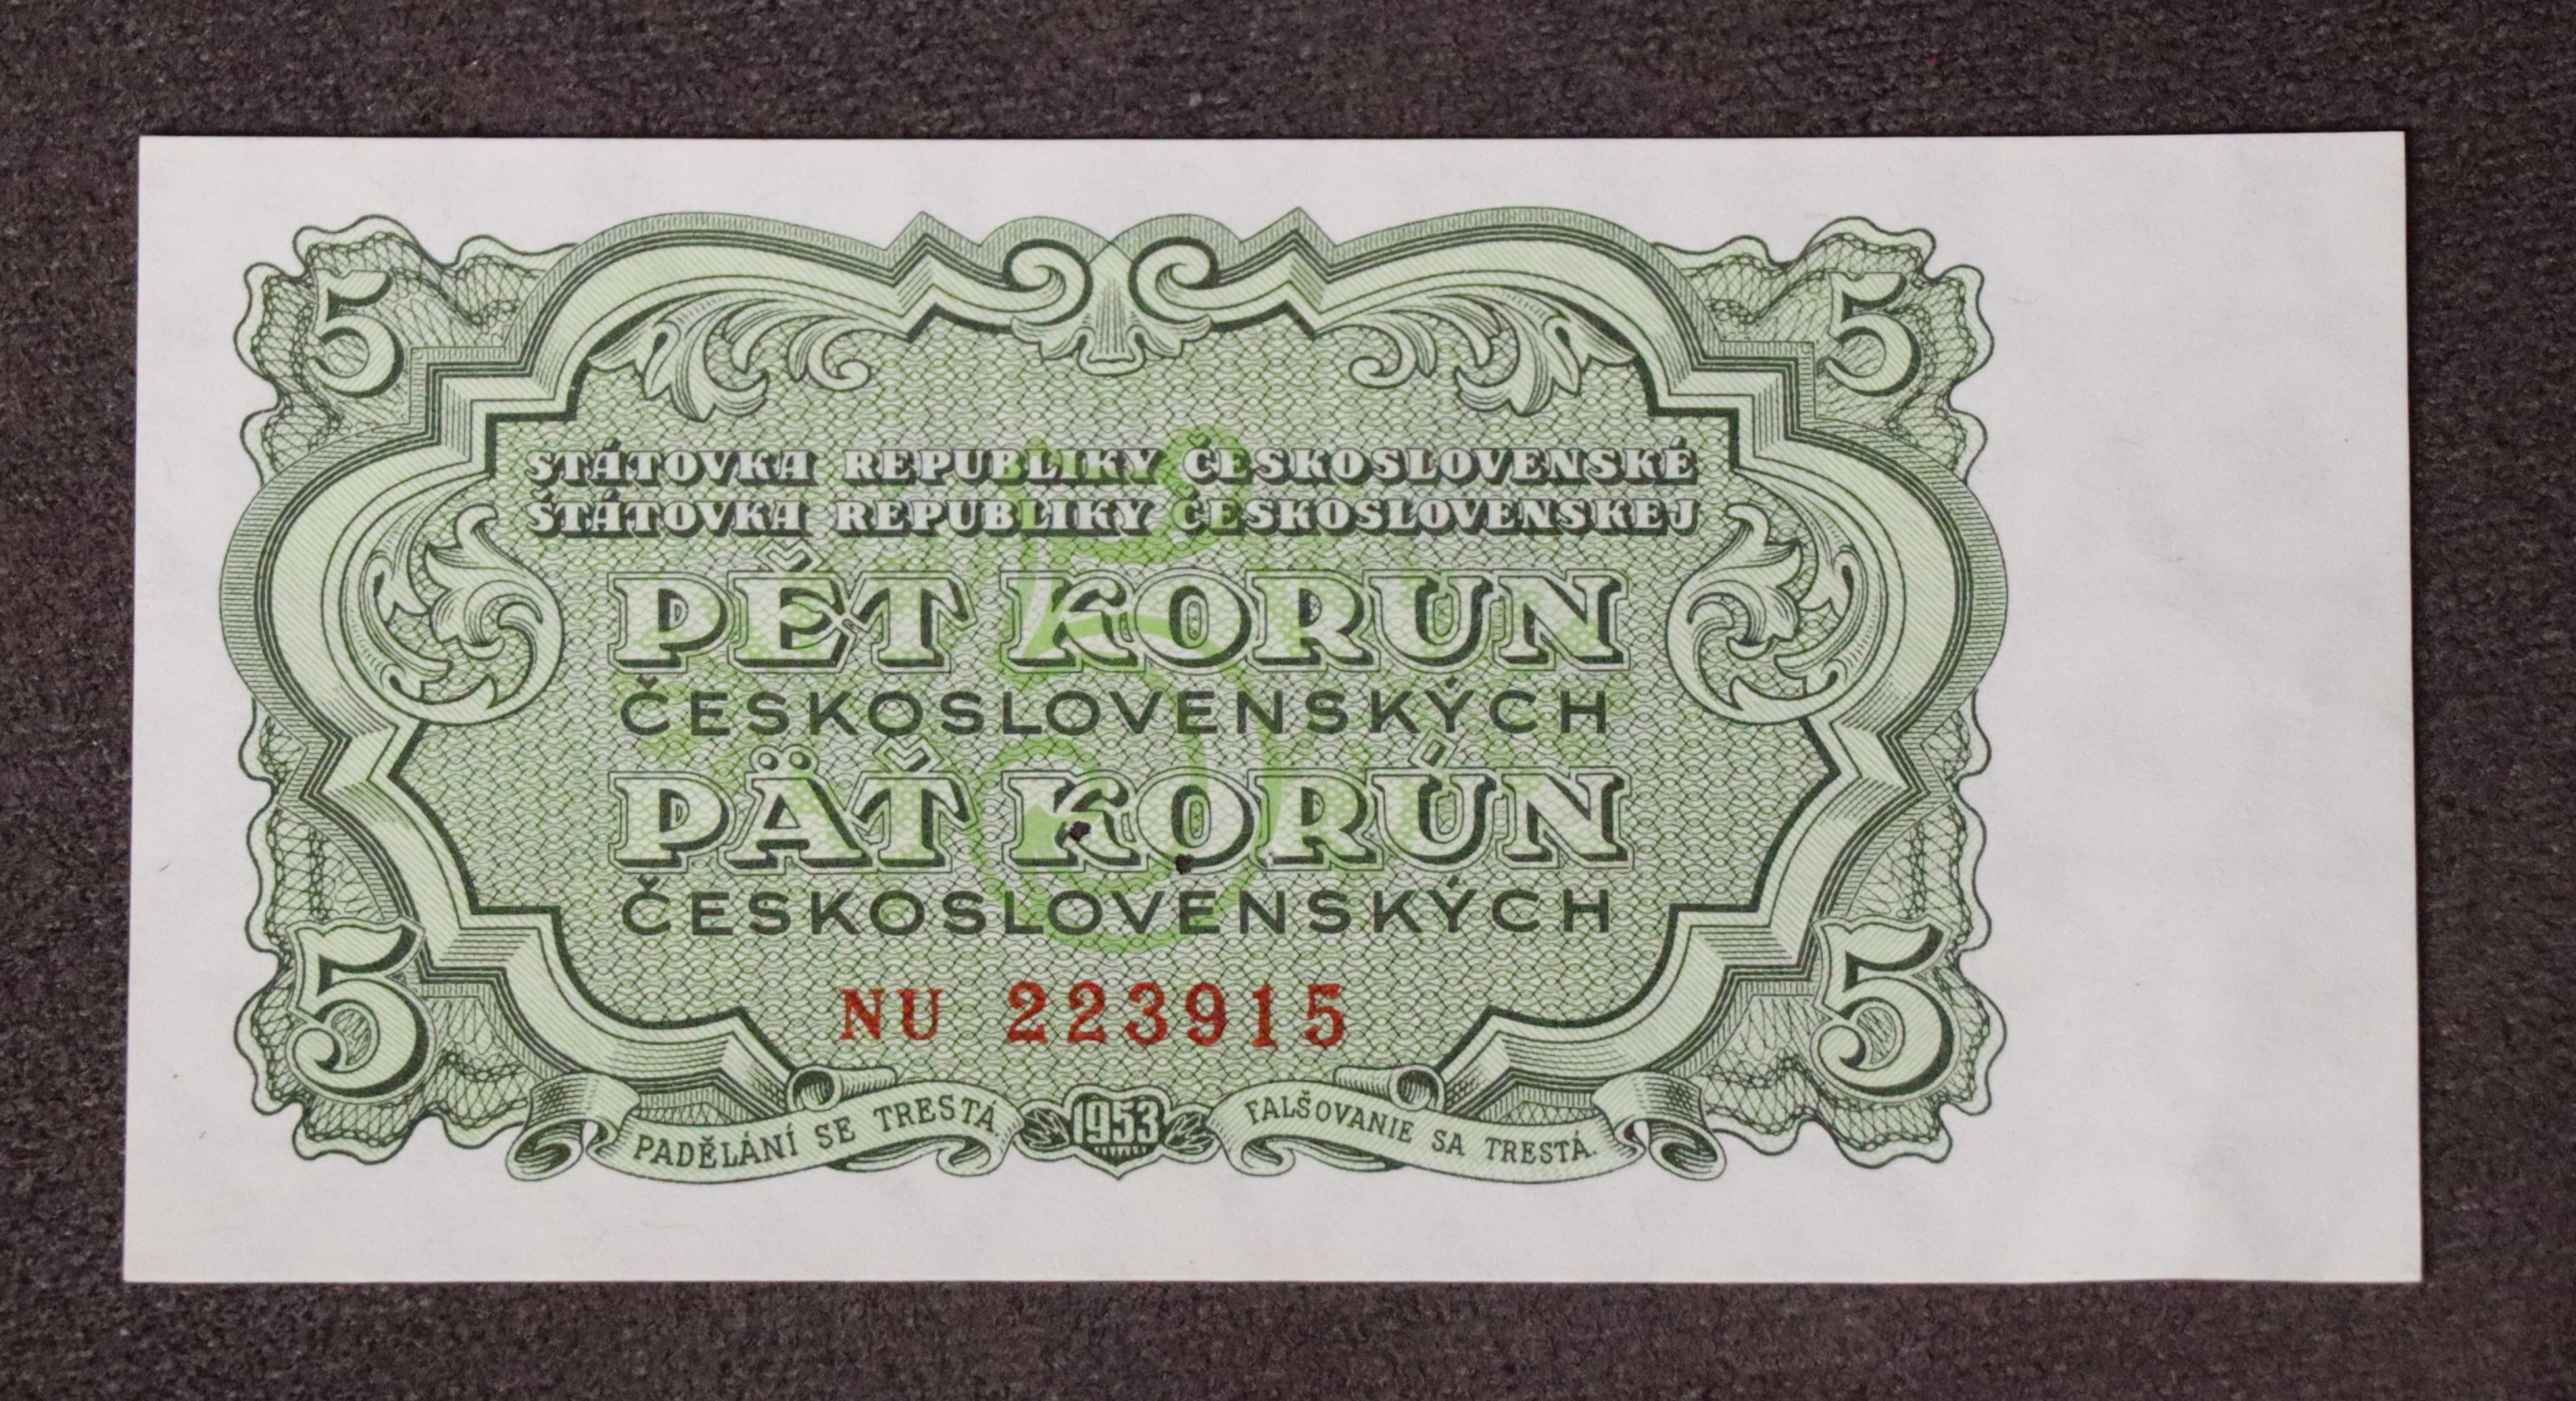 5 5
STÁTOVKA REPUBLIKY ČESKOSLOVENSKÉ
ŠTÁTOVKA REPUBLIKY ČESKOSLOVENSKEJ
PĚT KORUN
ČESKOSLOVENSKÝCH
PÄŤ KORÚN
ČESKOSLOVENSKÝCH
5 5
NU 223915
PADĚLÁNÍ SE TRESTÁ. 1953 FALŠOVANIE SA TRESTÁ.